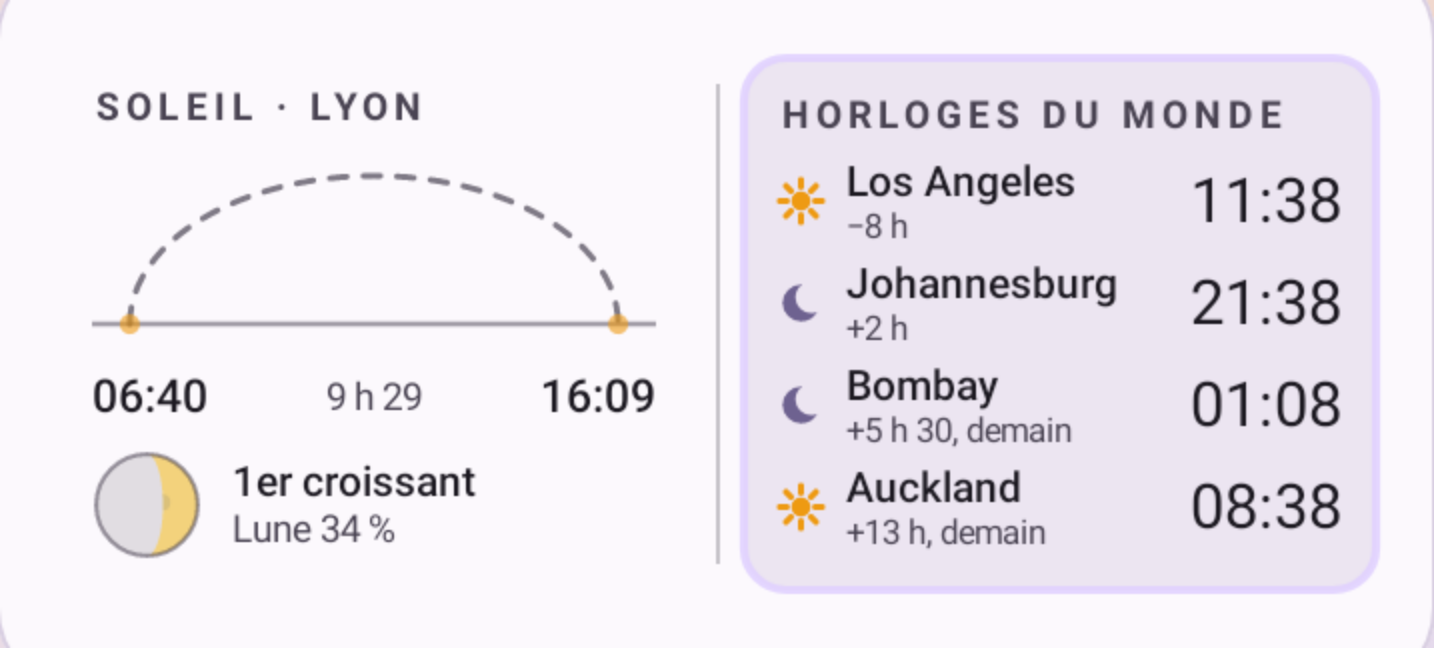 SOLEIL · LYON
06:40 9 h 29 16:09
1er croissant
Lune 34 %
HORLOGES DU MONDE
Los Angeles 11:38
−8 h
Johannesburg 21:38
+2 h
Bombay 01:08
+5 h 30, demain
Auckland 08:38
+13 h, demain